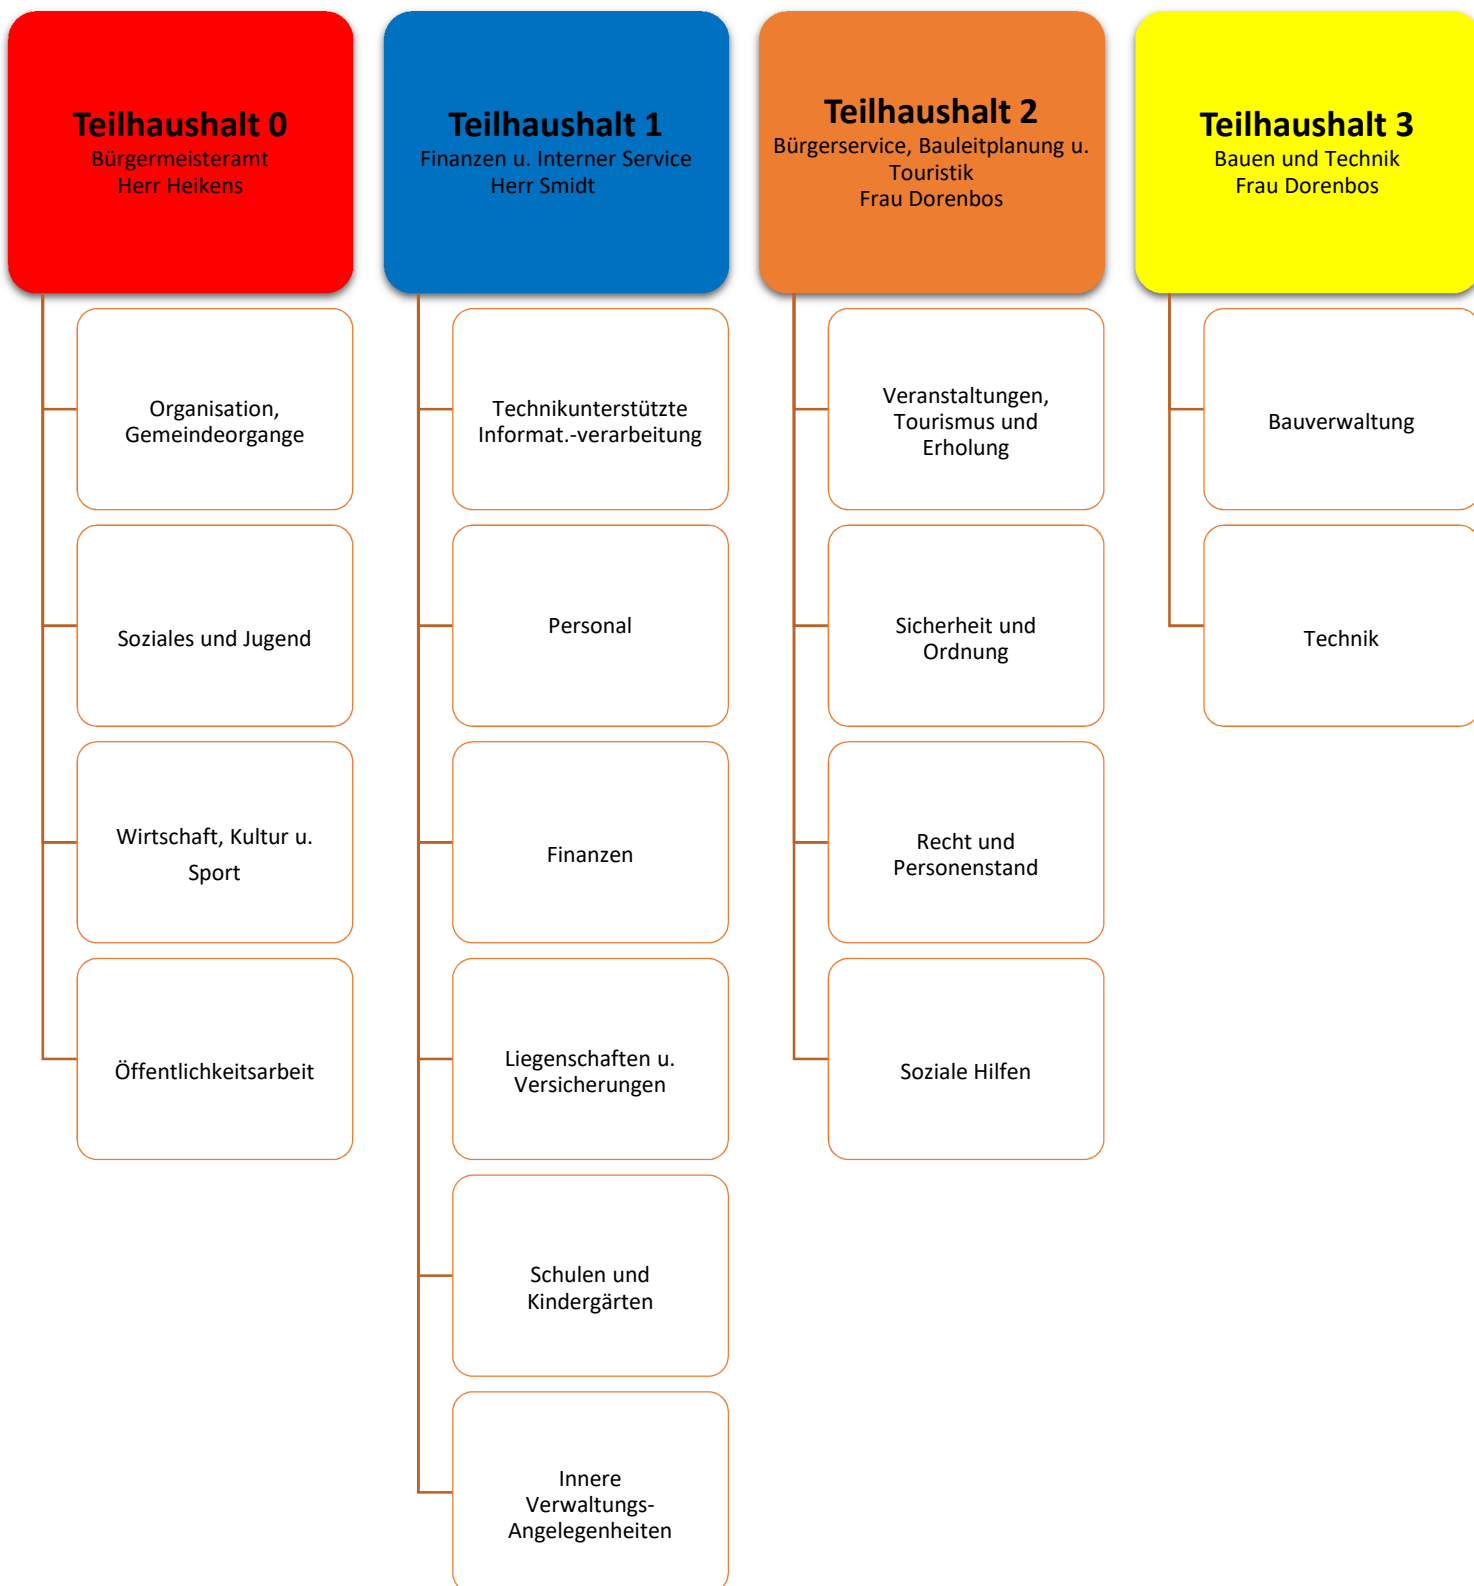 Teilhaushalt 0
Bürgermeisteramt
Herr Heikens
Organisation,
Gemeindeorgange
Soziales und Jugend
Wirtschaft, Kultur u.
Sport
Öffentlichkeitsarbeit
Teilhaushalt 1
Finanzen u. Interner Service
Herr Smidt
Technikunterstützte
Informat.-verarbeitung
Personal
Finanzen
Liegenschaften u.
Versicherungen
Schulen und
Kindergärten
Innere
Verwaltungs-
Angelegenheiten
Teilhaushalt 2
Bürgerservice, Bauleitplanung u.
Touristik
Frau Dorenbos
Veranstaltungen,
Tourismus und
Erholung
Sicherheit und
Ordnung
Recht und
Personenstand
Soziale Hilfen
Teilhaushalt 3
Bauen und Technik
Frau Dorenbos
Bauverwaltung
Technik